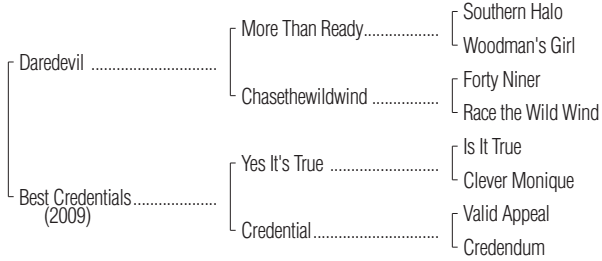 Southern Halo
More Than Ready..................
Woodman's Girl
Daredevil ..............................
Forty Niner
Chasethewildwind ................
Race the Wild Wind
Is It True
Yes It's True ..........................
Clever Monique
Best Credentials....................
(2009)
Valid Appeal
Credential..............................
Credendum